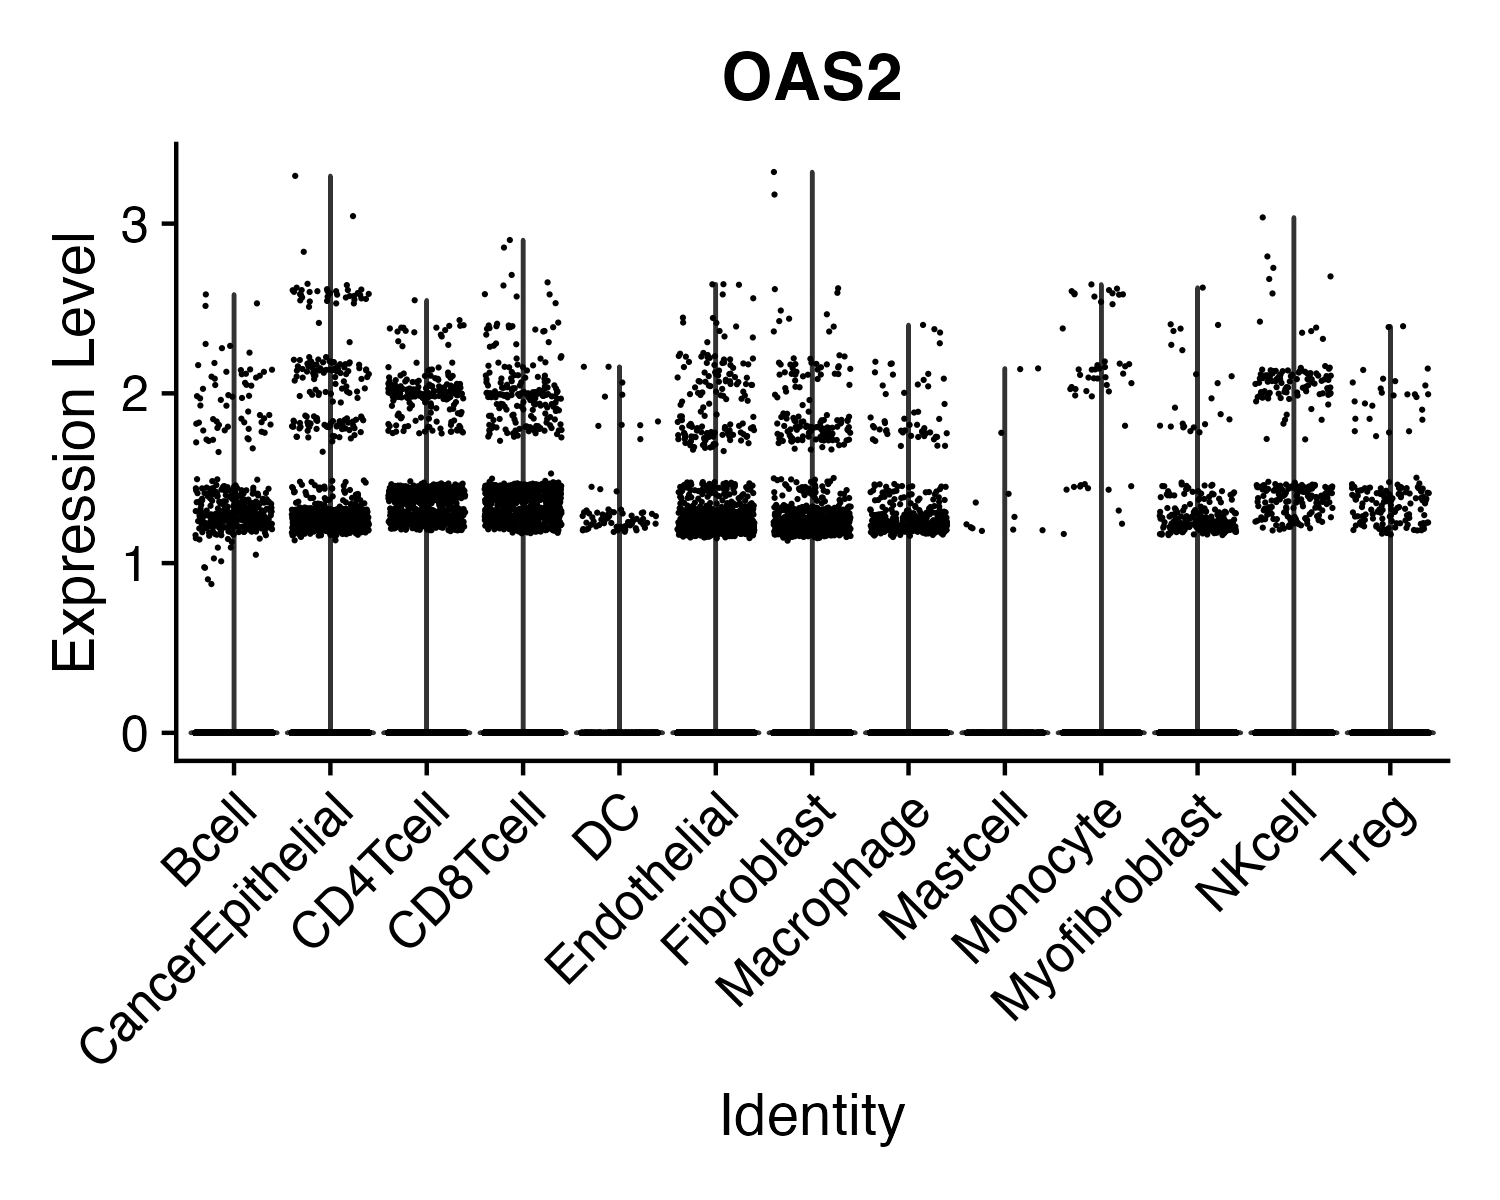 OAS2
Expression Level
3
2
1
0
Bcell
CancerEpithelial
CD4Tcell
CD8Tcell
DC
Endothelial
Fibroblast
Macrophage
Mastcell
Monocyte
Myofibroblast
NKcell
Treg
Identity